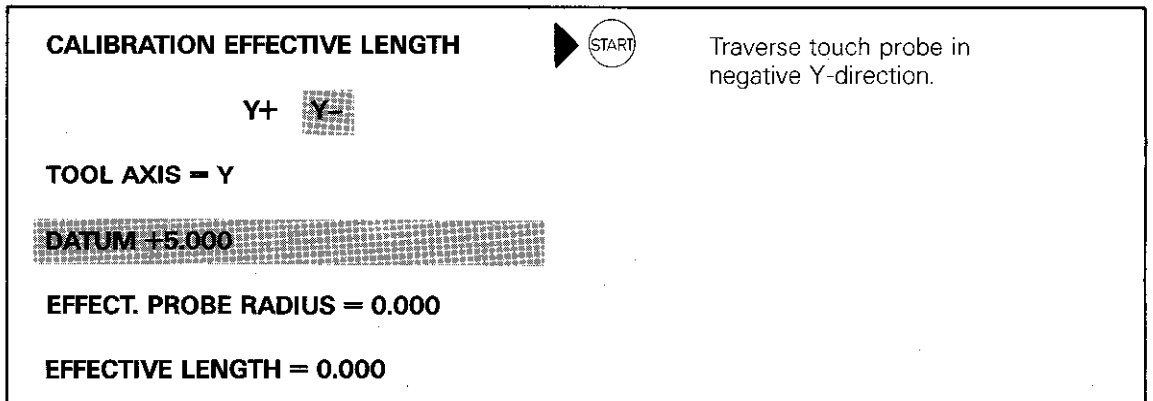 CALIBRATION EFFECTIVE LENGTH
START
Traverse touch probe in
negative Y-direction.
Y+ Y−
TOOL AXIS = Y
DATUM +5.000
EFFECT. PROBE RADIUS = 0.000
EFFECTIVE LENGTH = 0.000